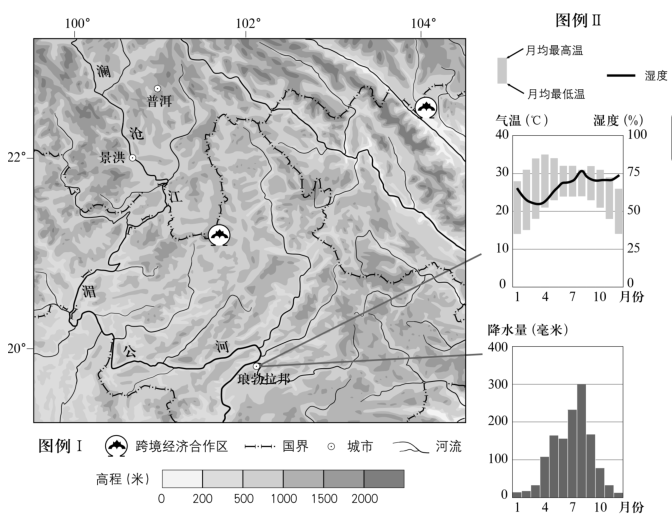 100° 102° 104°
澜
普洱
沧
22°
景洪
江
湄
20°
公
河
琅勃拉邦
图例Ⅰ 跨境经济合作区 国界 城市 河流
高程(米)
0 200 500 1000 1500 2000
图例Ⅱ
月均最高温
湿度
月均最低温
气温(℃) 湿度(%)
40 100
30 75
20 50
10 25
0 0
1 4 7 10 月份
降水量(毫米)
400
300
200
100
0
1 4 7 10 月份